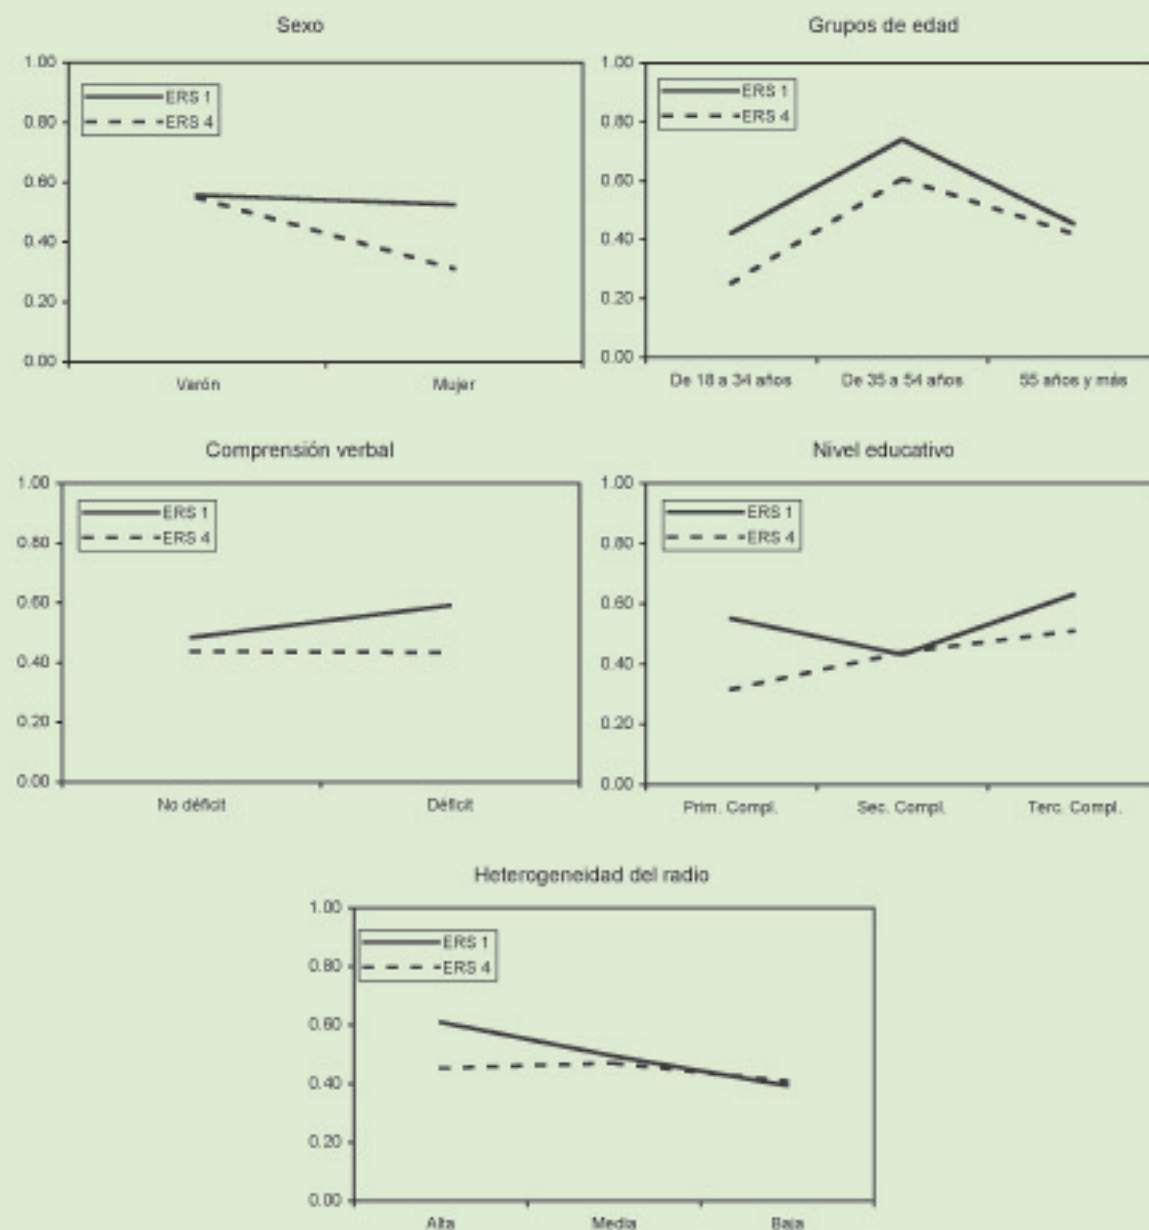 Sexo
1.00
0.80
0.60
0.40
0.20
0.00
ERS 1
ERS 4
Varón Mujer
Grupos de edad
1.00
0.80
0.60
0.40
0.20
0.00
ERS 1
ERS 4
De 18 a 34 años De 35 a 54 años 55 años y más
Comprensión verbal
1.00
0.80
0.60
0.40
0.20
0.00
ERS 1
ERS 4
No déficit Déficit
Nivel educativo
1.00
0.80
0.60
0.40
0.20
0.00
ERS 1
ERS 4
Prim. Compl. Sec. Compl. Terc. Compl.
Heterogeneidad del radio
1.00
0.80
0.60
0.40
0.20
0.00
ERS 1
ERS 4
Alta Media Baja